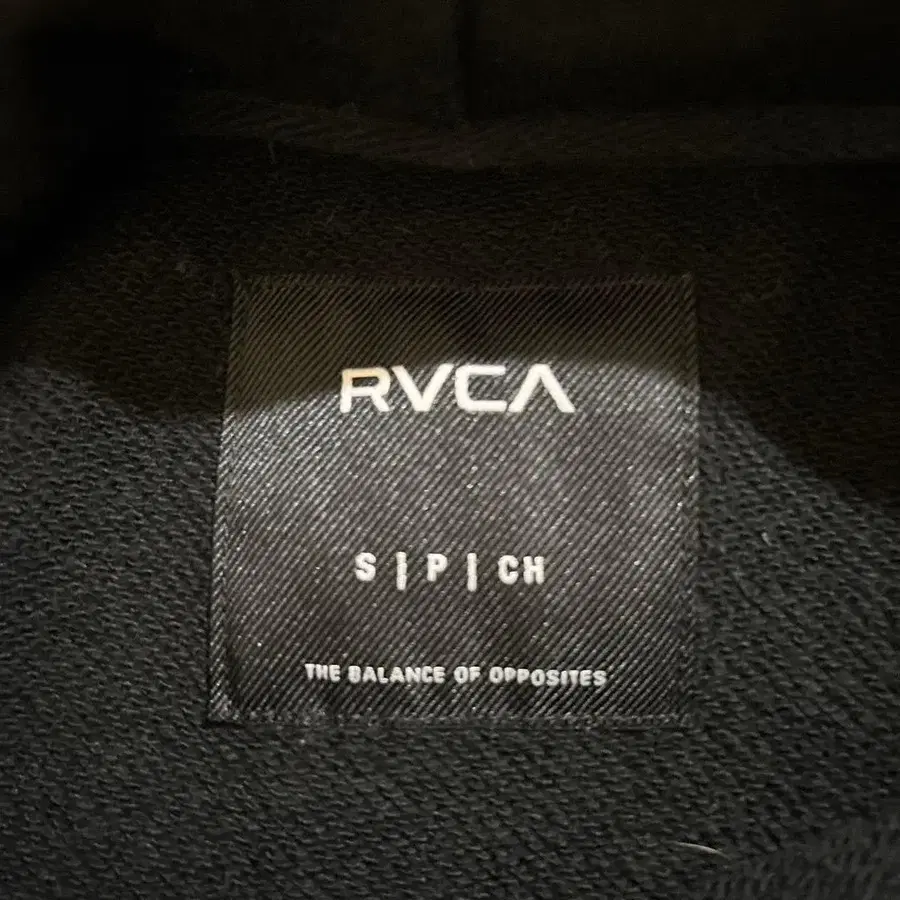 RVCA
S | P | CH
THE BALANCE OF OPPOSITES